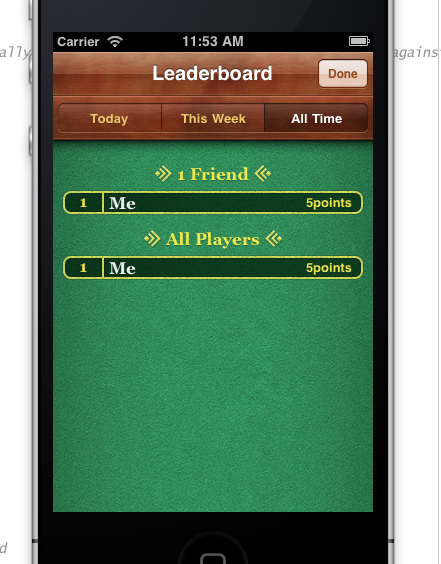 Carrier 11:53 AM
ally
against
Leaderboard Done
Today This Week All Time
1 Friend
1 Me 5points
All Players
1 Me 5points
d